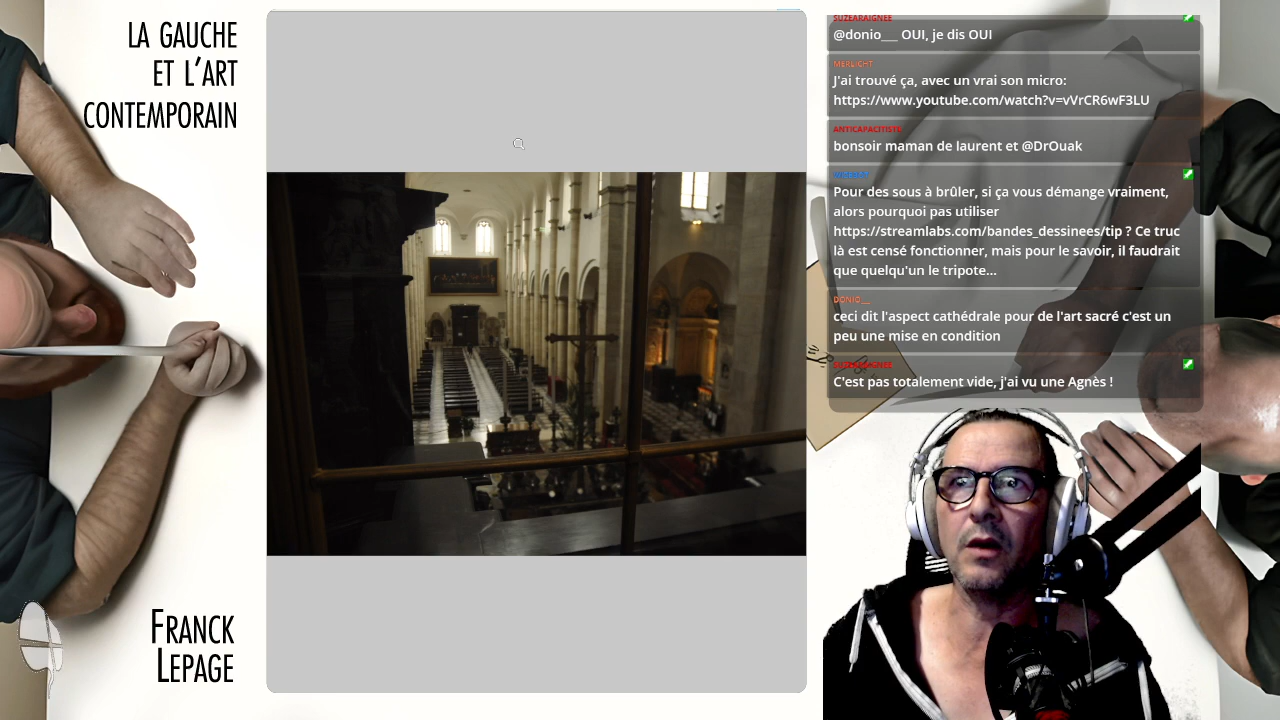 LA GAUCHE
ET L'ART
CONTEMPORAIN
FRANCK
LEPAGE
SUZEARAIGNEE
@donio___ OUI, je dis OUI
MERLICHT
J'ai trouvé ça, avec un vrai son micro:
https://www.youtube.com/watch?v=vVrCR6wF3LU
bonsoir maman de laurent et @DrOuak
Pour des sous à brûler, si ça vous démange vraiment,
alors pourquoi pas utiliser
https://streamlabs.com/bandes_dessinees/tip ? Ce truc
là est censé fonctionner, mais pour le savoir, il faudrait
que quelqu'un le tripote...
DONIO__
ceci dit l'aspect cathédrale pour de l'art sacré c'est un
peu une mise en condition
SUZEARAIGNEE
C'est pas totalement vide, j'ai vu une Agnès !